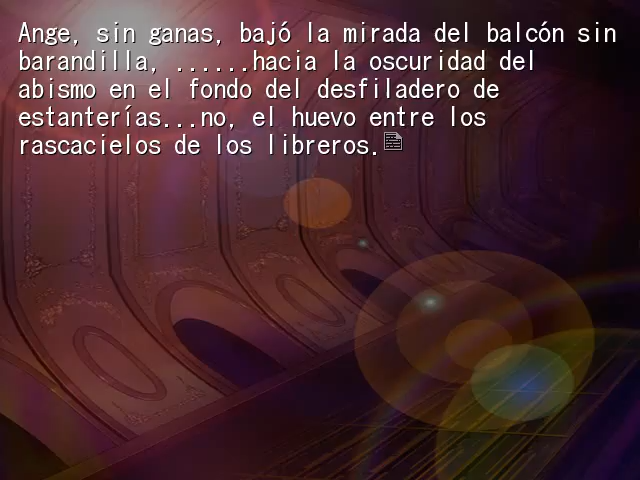 Ange, sin ganas, bajó la mirada del balcón sin
barandilla, ......hacia la oscuridad del
abismo en el fondo del desfiladero de
estanterías...no, el huevo entre los
rascacielos de los libreros.